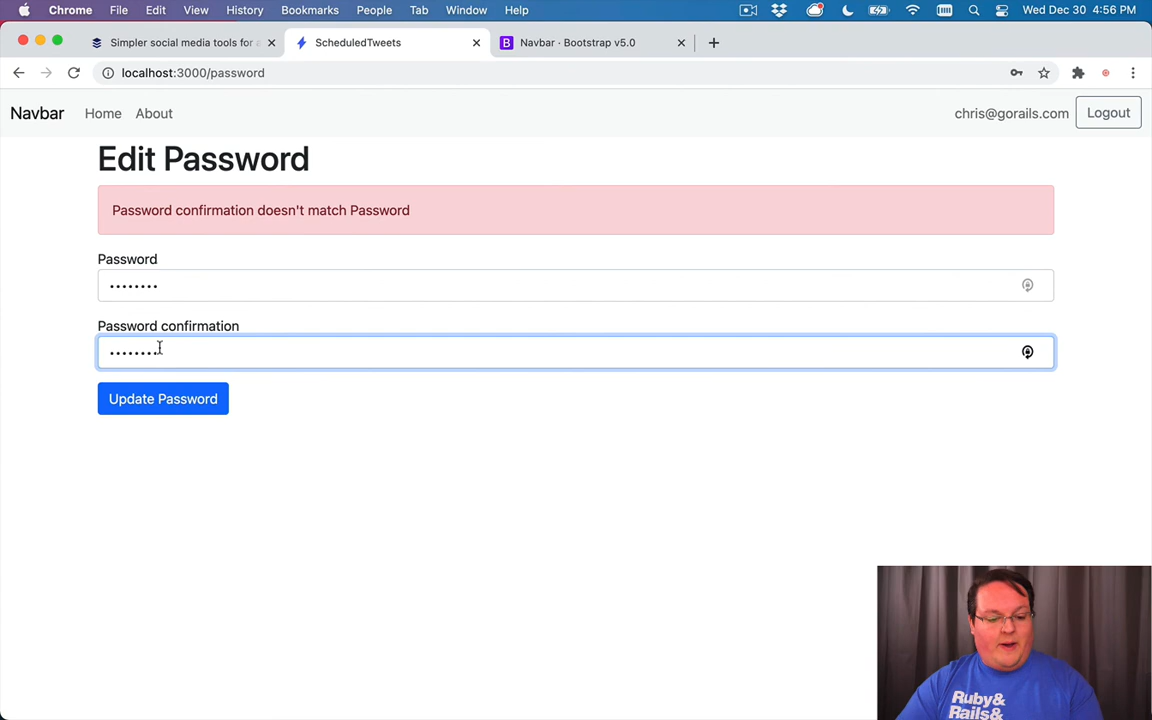 Chrome File Edit View History Bookmarks People Tab Window Help Wed Dec 30 4:56 PM
Simpler social media tools for a ScheduledTweets Navbar · Bootstrap v5.0
localhost:3000/password
Navbar Home About chris@gorails.com Logout
Edit Password
Password confirmation doesn't match Password
Password
••••••••
Password confirmation
••••••••
Update Password
Ruby&
Rails&